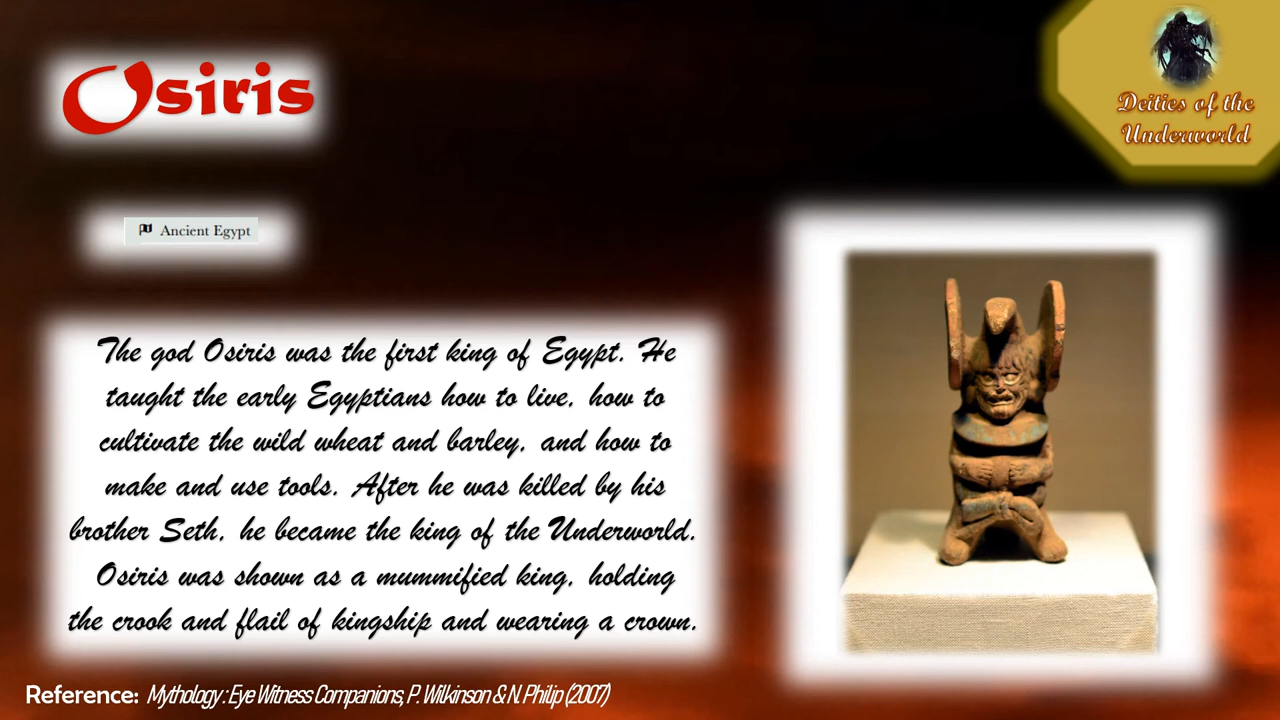 Osiris
Deities of the
Underworld
Ancient Egypt
The god Osiris was the first king of Egypt. He
taught the early Egyptians how to live, how to
cultivate the wild wheat and barley, and how to
make and use tools. After he was killed by his
brother Seth, he became the king of the Underworld.
Osiris was shown as a mummified king, holding
the crook and flail of kingship and wearing a crown.
Reference: Mythology : Eye Witness Companions, P. Wilkinson & N. Philip (2007)